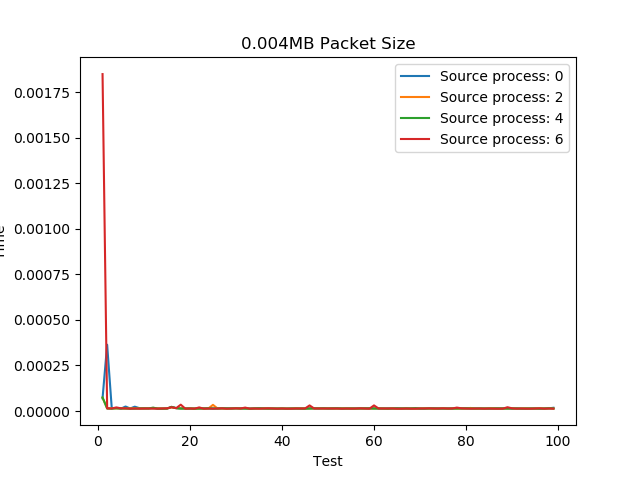 0.004MB Packet Size
Source process: 0
Source process: 2
Source process: 4
Source process: 6
0.00175
0.00150
0.00125
0.00100
0.00075
0.00050
0.00025
0.00000
0 20 40 60 80 100
Test